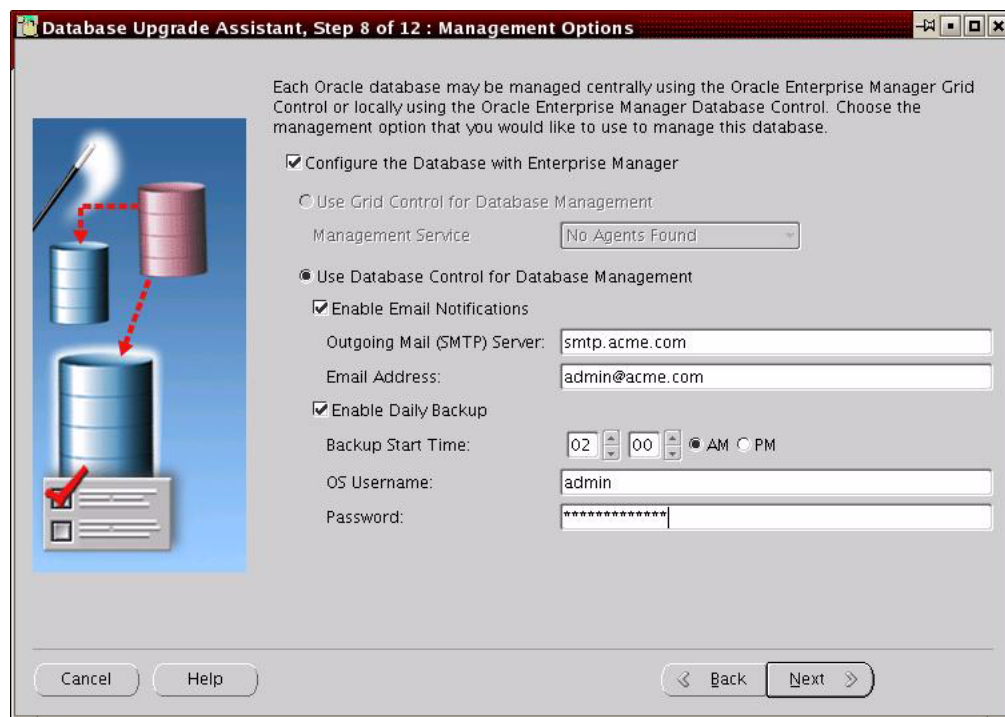 Database Upgrade Assistant, Step 8 of 12 : Management Options
Each Oracle database may be managed centrally using the Oracle Enterprise Manager Grid
Control or locally using the Oracle Enterprise Manager Database Control. Choose the
management option that you would like to use to manage this database.
Configure the Database with Enterprise Manager
Use Grid Control for Database Management
Management Service No Agents Found
Use Database Control for Database Management
Enable Email Notifications
Outgoing Mail (SMTP) Server: smtp.acme.com
Email Address: admin@acme.com
Enable Daily Backup
Backup Start Time: 02 00 AM PM
OS Username: admin
Password: *************
Cancel Help Back Next